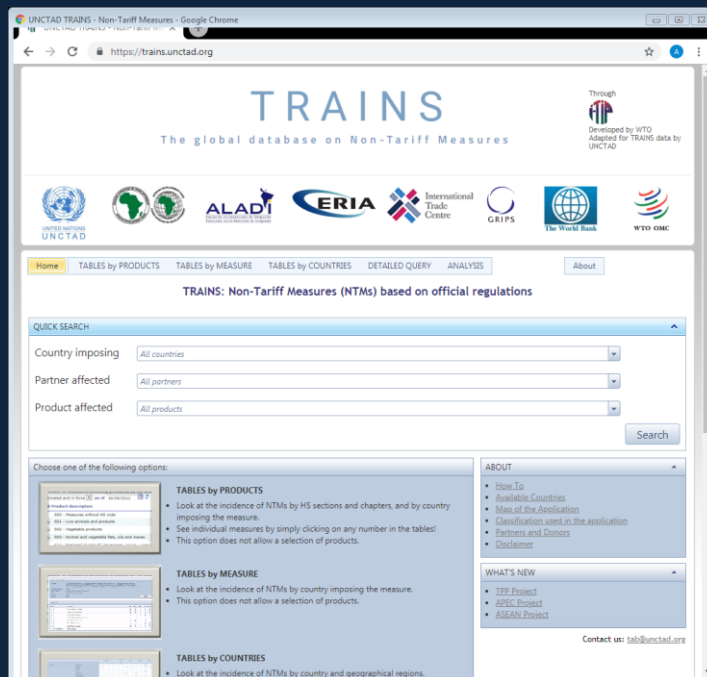 UNCTAD TRAINS - Non-Tariff Measures - Google Chrome
https://trains.unctad.org
TRAINS
The global database on Non-Tariff Measures
Through
Developed by WTO
Adapted for TRAINS data by
UNCTAD
UNITED NATIONS
UNCTAD
ALADI
ERIA
International
Trade
Centre
GRIPS
The World Bank
WTO OMC
Home TABLES by PRODUCTS TABLES by MEASURE TABLES by COUNTRIES DETAILED QUERY ANALYSIS About
TRAINS: Non-Tariff Measures (NTMs) based on official regulations
QUICK SEARCH
Country imposing All countries
Partner affected All partners
Product affected All products
Search
Choose one of the following options:
TABLES by PRODUCTS
Look at the incidence of NTMs by HS sections and chapters, and by country
imposing the measure.
See individual measures by simply clicking on any number in the tables!
This option does not allow a selection of products.
TABLES by MEASURE
Look at the incidence of NTMs by country imposing the measure.
This option does not allow a selection of products.
TABLES by COUNTRIES
Look at the incidence of NTMs by country and geographical regions.
ABOUT
How To
Available Countries
Map of the Application
Classification used in the application
Partners and Donors
Disclaimer
WHAT'S NEW
TPP Project
APEC Project
ASEAN Project
Contact us: tab@unctad.org